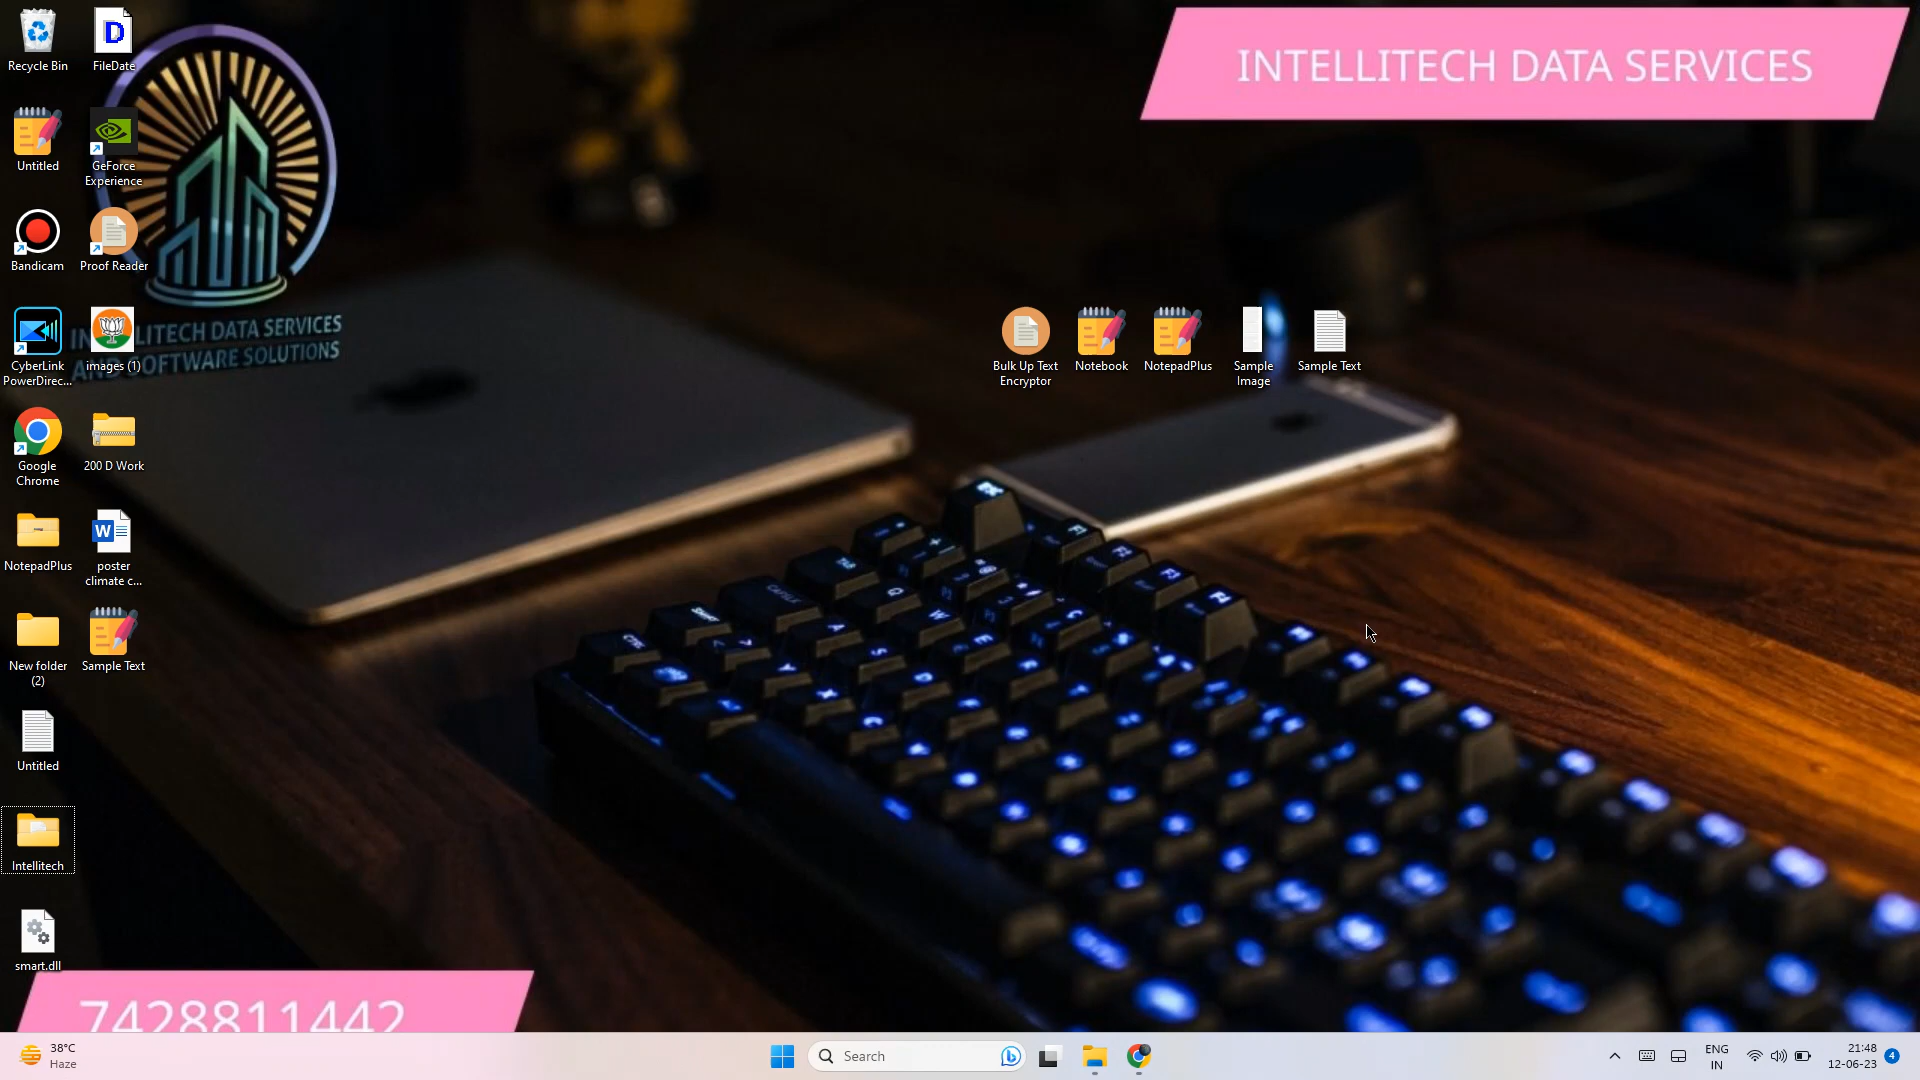 INTELLITECH DATA SERVICES
Recycle Bin
FileDate
Untitled
GeForce
Experience
Bandicam
Proof Reader
LITECH DATA SERVICES
AND SOFTWARE SOLUTIONS
CyberLink
PowerDirec...
images (1)
Bulk Up Text
Encryptor
Notebook
NotepadPlus
Sample
Image
Sample Text
Google
Chrome
200 D Work
NotepadPlus
poster
climate c...
New folder
(2)
Sample Text
Untitled
Intellitech
smart.dll
7428811442
38°C
Haze
Search
ENG
IN
21:48
12-06-23
4